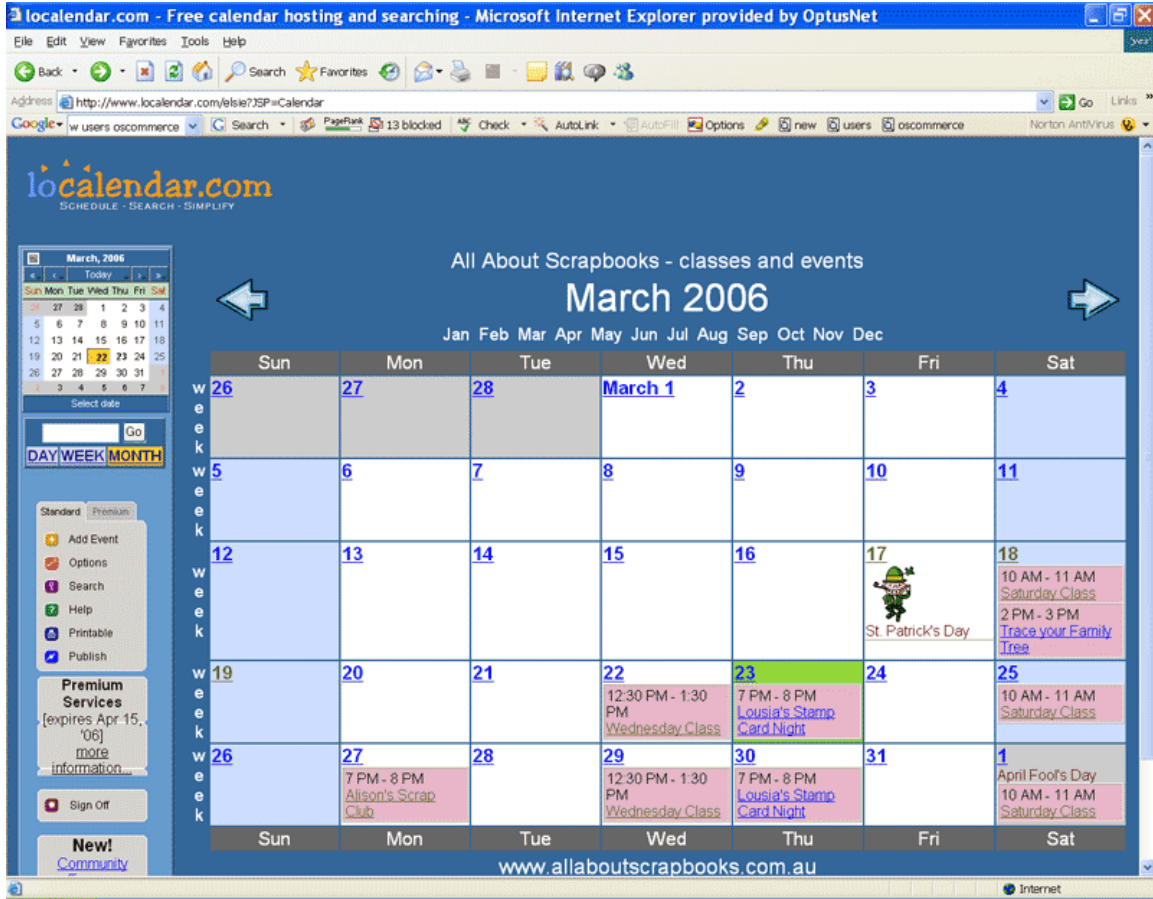 localendar.com - Free calendar hosting and searching - Microsoft Internet Explorer provided by OptusNet
File Edit View Favorites Tools Help
Back Search Favorites
Address http://www.localendar.com/elsie?JSP=Calendar Go Links »
Google w users oscommerce Search PageRank 13 blocked Check AutoLink AutoFill Options new users oscommerce Norton AntiVirus
localendar.com
SCHEDULE - SEARCH - SIMPLIFY
March, 2006
« ‹ Today › »
Sun Mon Tue Wed Thu Fri Sat
26 27 28 1 2 3 4
5 6 7 8 9 10 11
12 13 14 15 16 17 18
19 20 21 22 23 24 25
26 27 28 29 30 31 1
2 3 4 5 6 7 8
Select date
Go
DAY WEEK MONTH
Standard Premium
Add Event
Options
Search
Help
Printable
Publish
Premium
Services
[expires Apr 15,
'06]
more
information...
Sign Off
New!
Community
All About Scrapbooks - classes and events
March 2006
Jan Feb Mar Apr May Jun Jul Aug Sep Oct Nov Dec
Sun Mon Tue Wed Thu Fri Sat
week 26 27 28 March 1 2 3 4
week 5 6 7 8 9 10 11
week 12 13 14 15 16 17 18
St. Patrick's Day
10 AM - 11 AM
Saturday Class
2 PM - 3 PM
Trace your Family
Tree
week 19 20 21 22 23 24 25
12:30 PM - 1:30
PM
Wednesday Class
7 PM - 8 PM
Lousia's Stamp
Card Night
10 AM - 11 AM
Saturday Class
week 26 27 28 29 30 31 1
7 PM - 8 PM
Alison's Scrap
Club
12:30 PM - 1:30
PM
Wednesday Class
7 PM - 8 PM
Lousia's Stamp
Card Night
April Fool's Day
10 AM - 11 AM
Saturday Class
Sun Mon Tue Wed Thu Fri Sat
www.allaboutscrapbooks.com.au
Internet